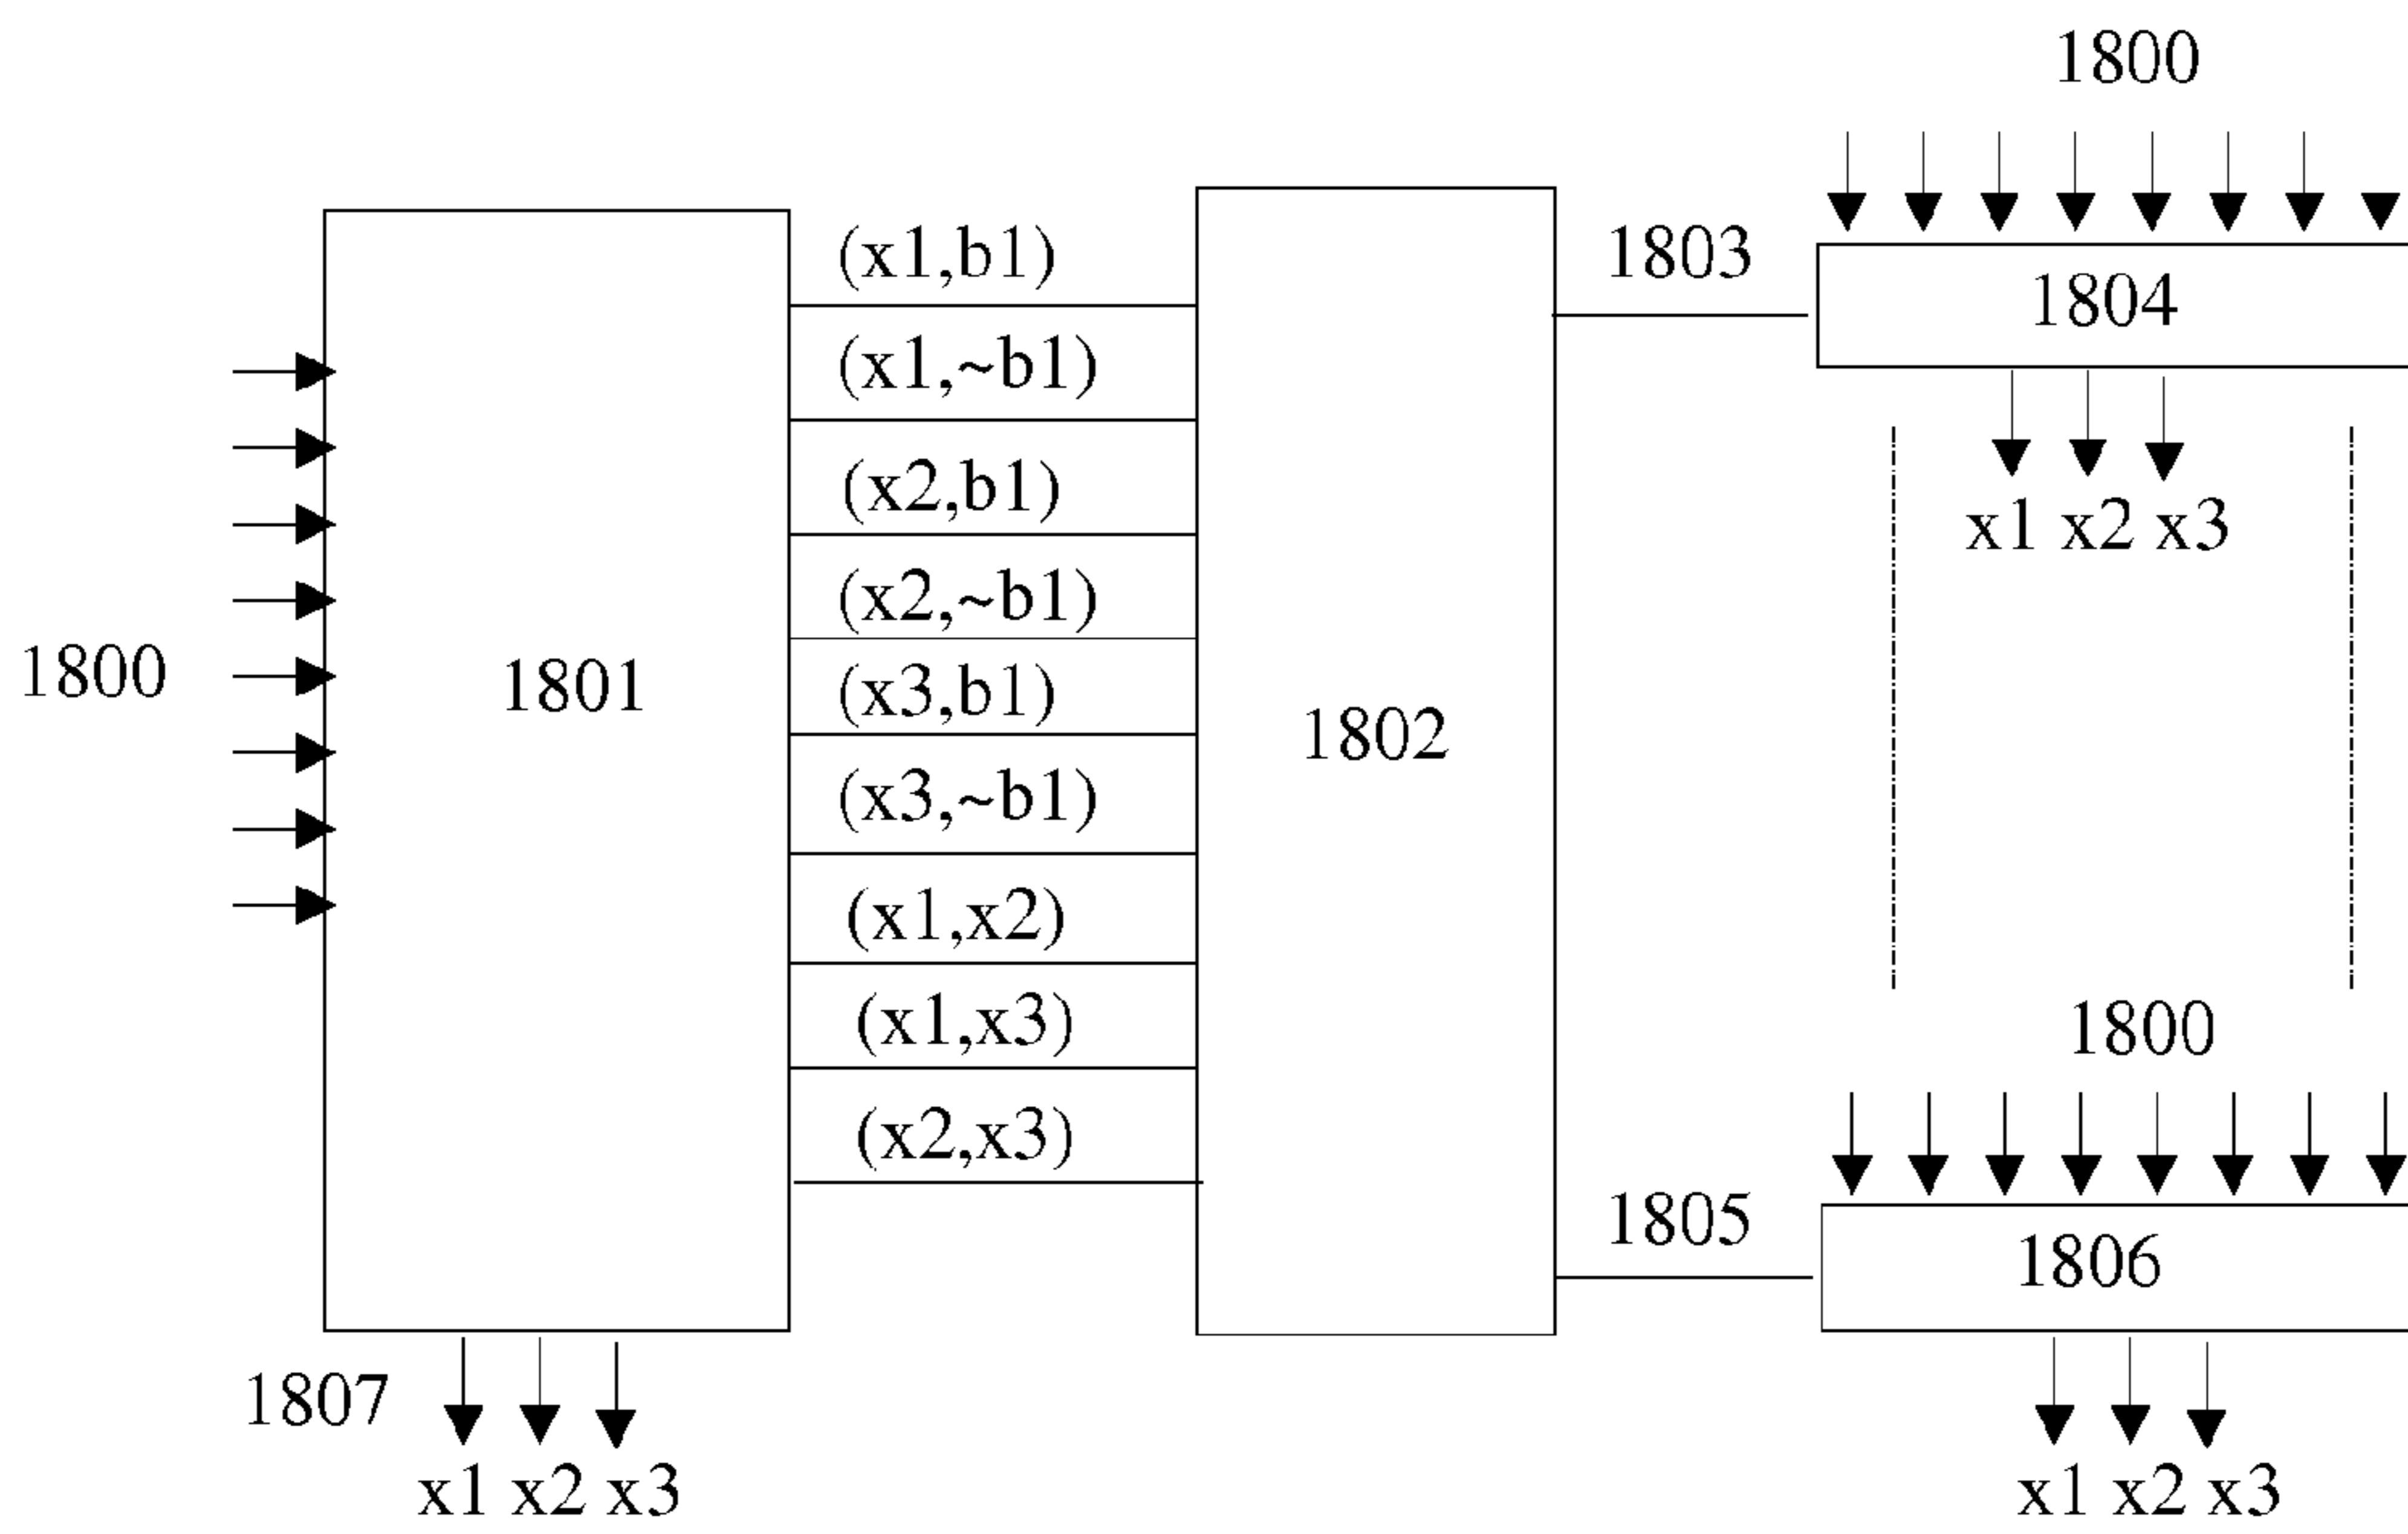 1800
1803
1804
(x1,b1)
(x1,~b1)
(x2,b1)
x1 x2 x3
(x2,~b1)
1800
1801
(x3,b1)
1802
(x3,~b1)
(x1,x2)
(x1,x3)
1800
(x2,x3)
1805
1806
1807
x1 x2 x3
x1 x2 x3